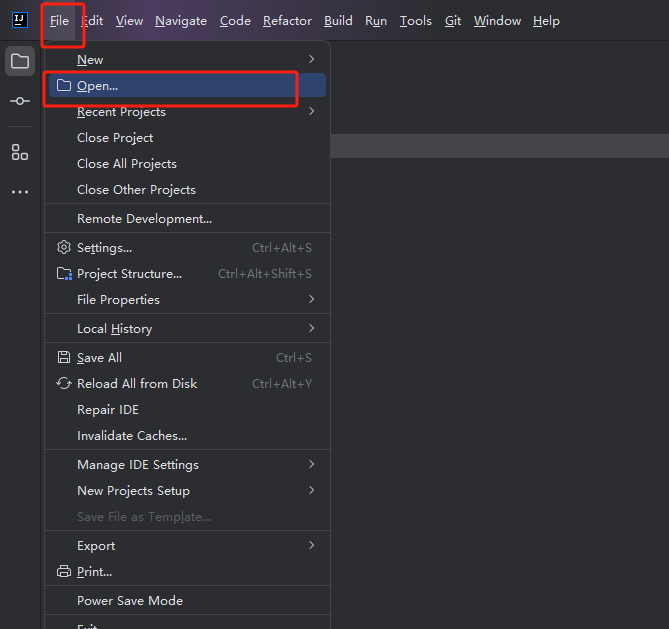 IJ
File Edit View Navigate Code Refactor Build Run Tools Git Window Help
New
Open...
Recent Projects
Close Project
Close All Projects
Close Other Projects
Remote Development...
Settings... Ctrl+Alt+S
Project Structure... Ctrl+Alt+Shift+S
File Properties
Local History
Save All Ctrl+S
Reload All from Disk Ctrl+Alt+Y
Repair IDE
Invalidate Caches...
Manage IDE Settings
New Projects Setup
Save File as Template...
Export
Print...
Power Save Mode
Exit